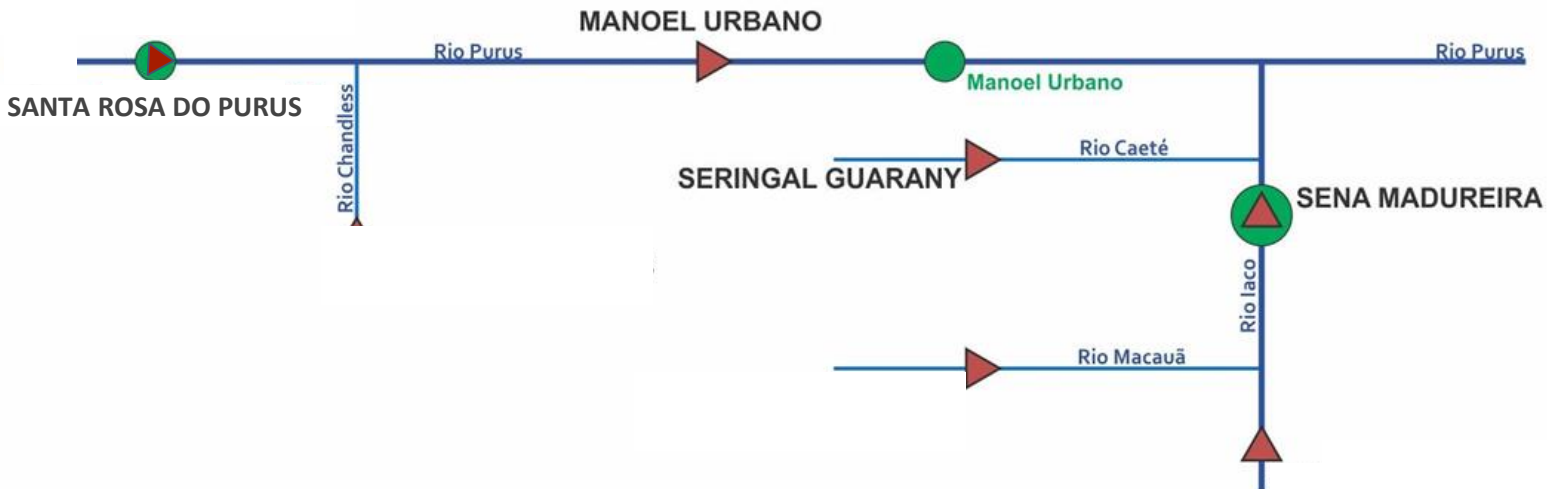 MANOEL URBANO
Rio Purus
Rio Purus
Manoel Urbano
SANTA ROSA DO PURUS
Rio Chandless
Rio Caeté
SERINGAL GUARANY
SENA MADUREIRA
Rio Iaco
Rio Macauã